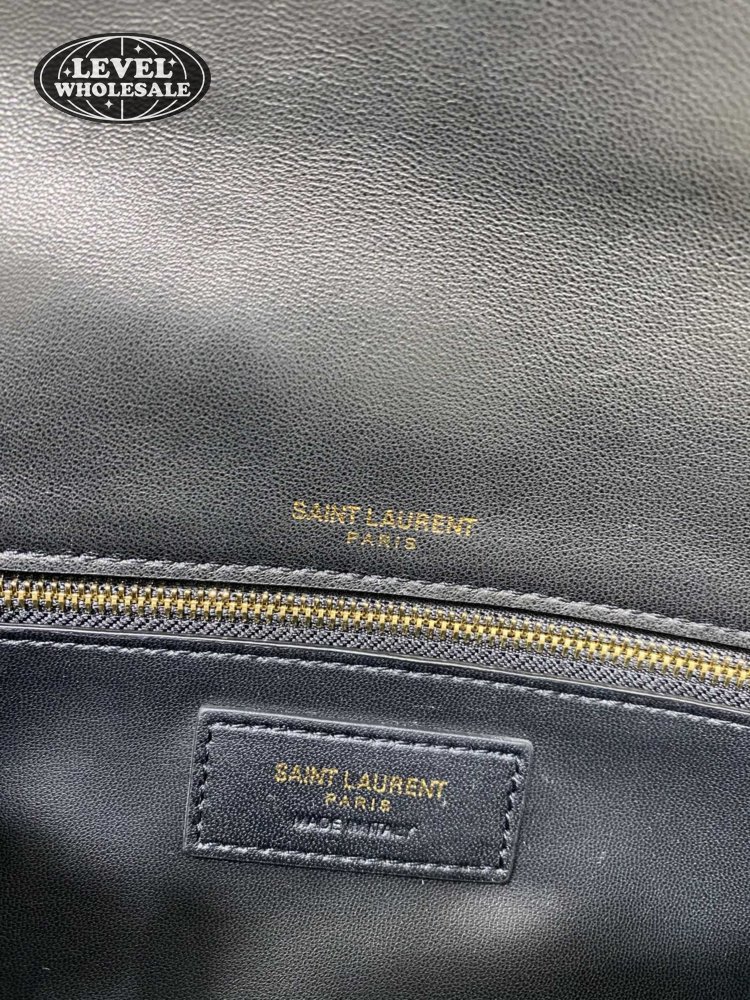 LEVEL
WHOLESALE
SAINT LAURENT
PARIS
SAINT LAURENT
PARIS
MADE IN ITALY